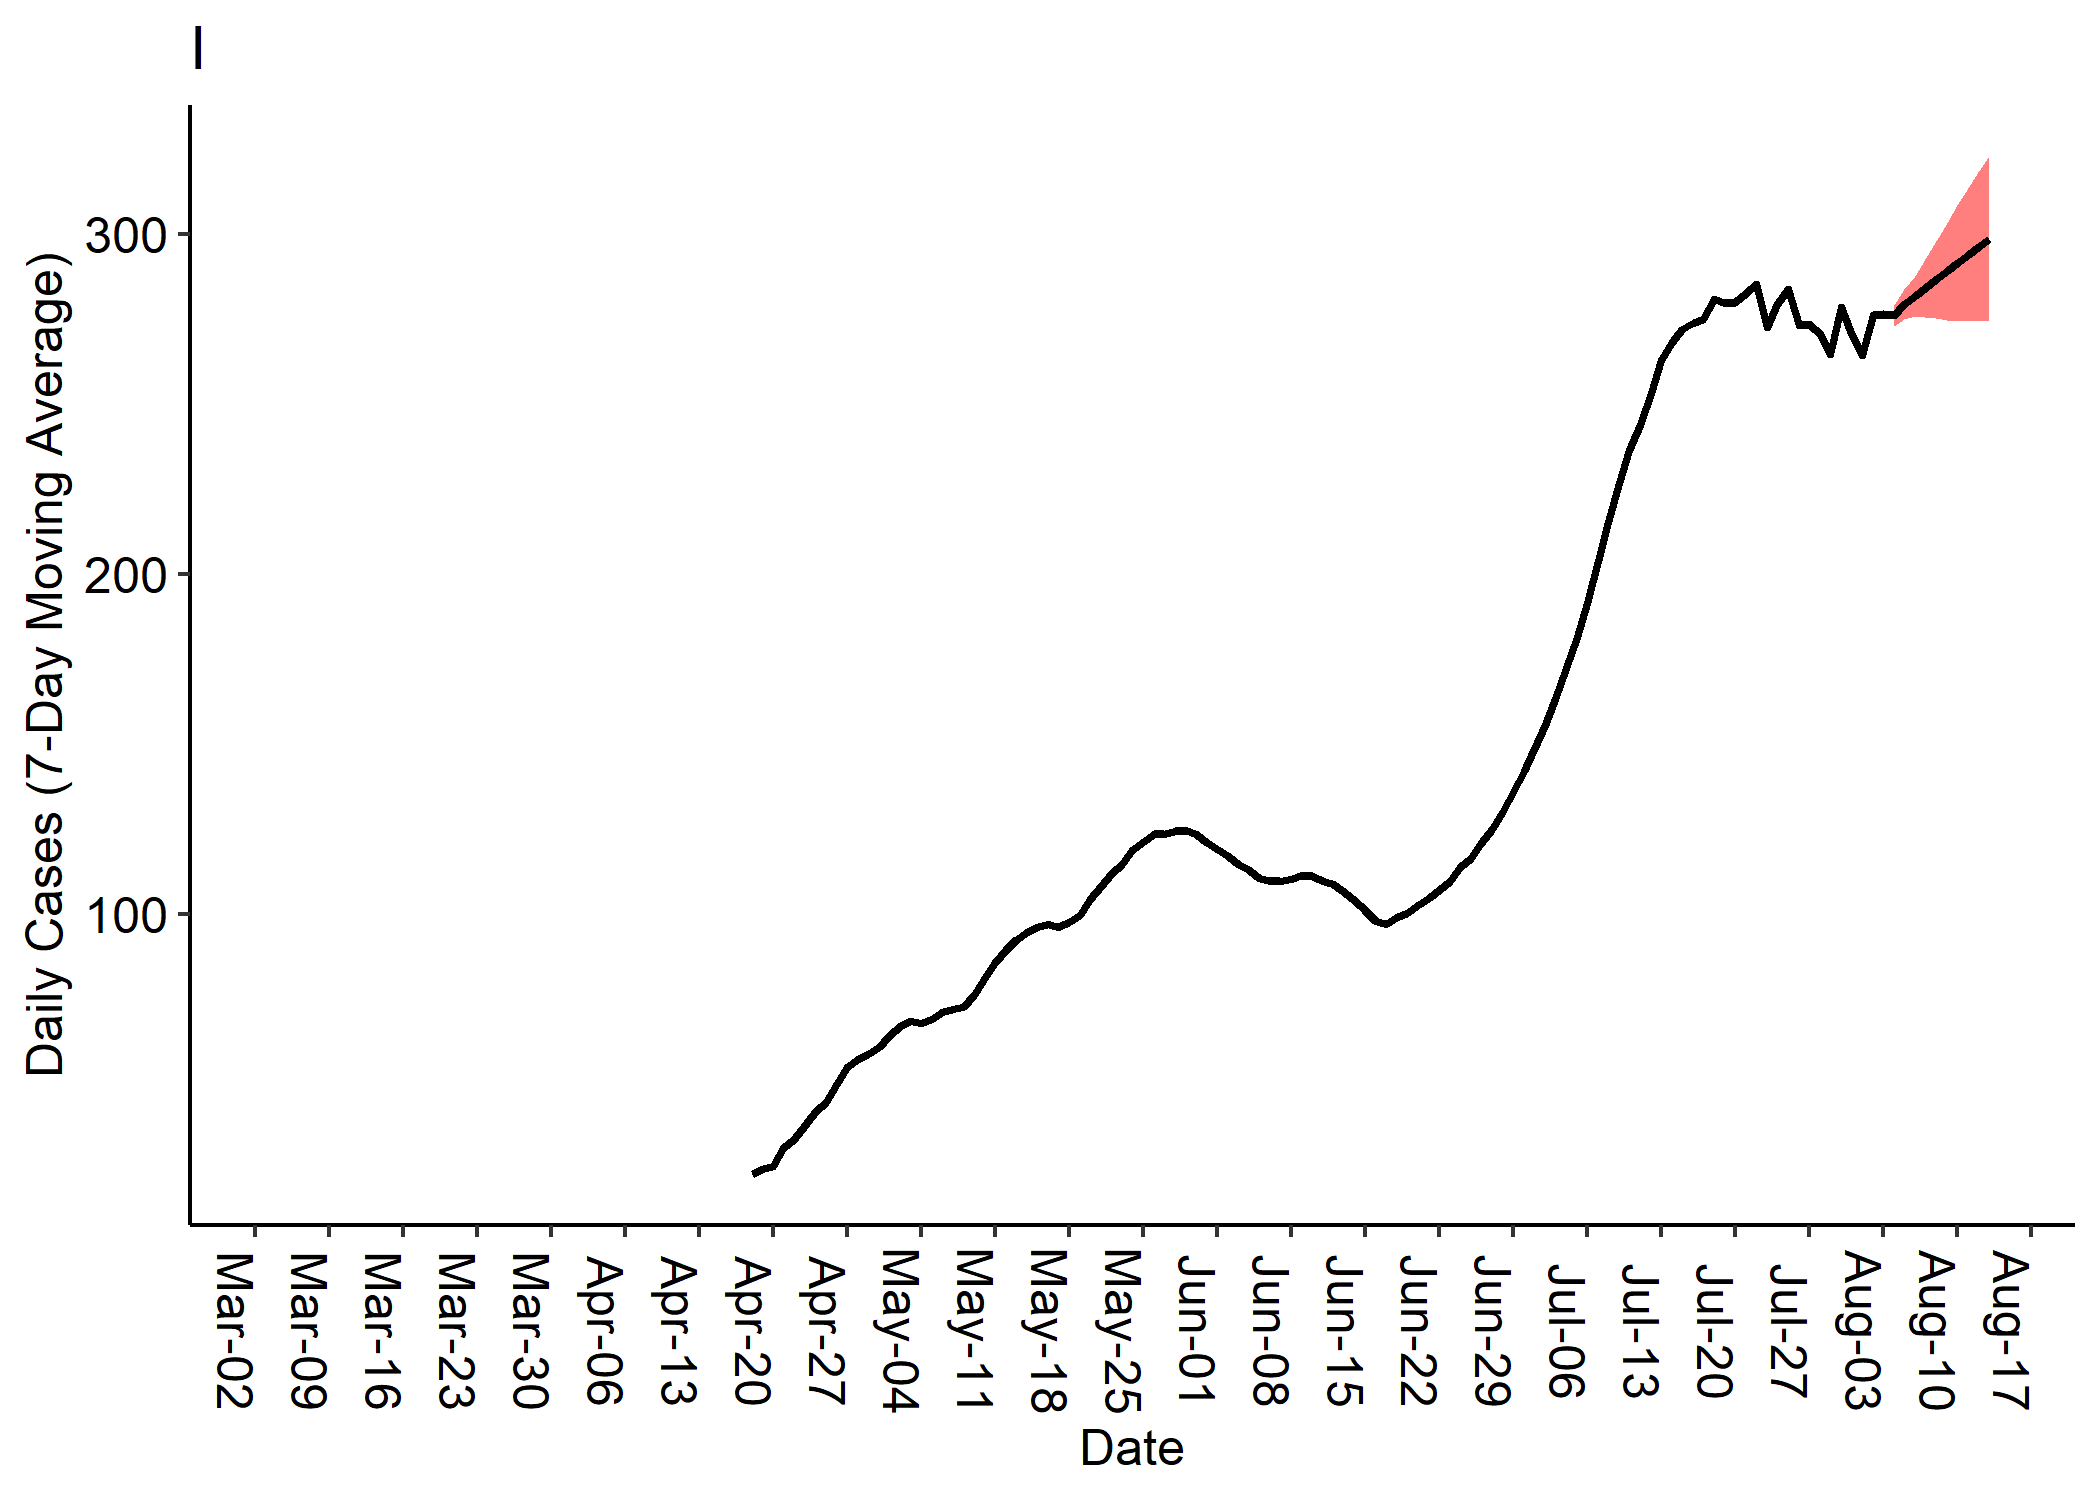 I
Daily Cases (7-Day Moving Average)
300
200
100
Mar-02
Mar-09
Mar-16
Mar-23
Mar-30
Apr-06
Apr-13
Apr-20
Apr-27
May-04
May-11
May-18
May-25
Jun-01
Jun-08
Jun-15
Jun-22
Jun-29
Jul-06
Jul-13
Jul-20
Jul-27
Aug-03
Aug-10
Aug-17
Date